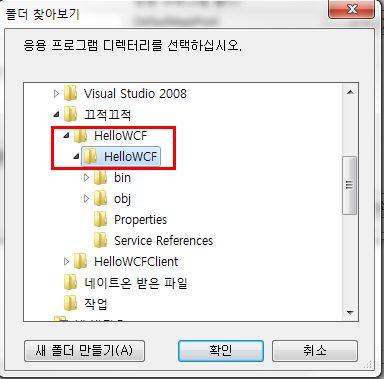 폴더 찾아보기
응용 프로그램 디렉터리를 선택하십시오.
Visual Studio 2008
끄적끄적
HelloWCF
HelloWCF
bin
obj
Properties
Service References
HelloWCFClient
네이트온 받은 파일
작업
새 폴더 만들기(A)
확인
취소